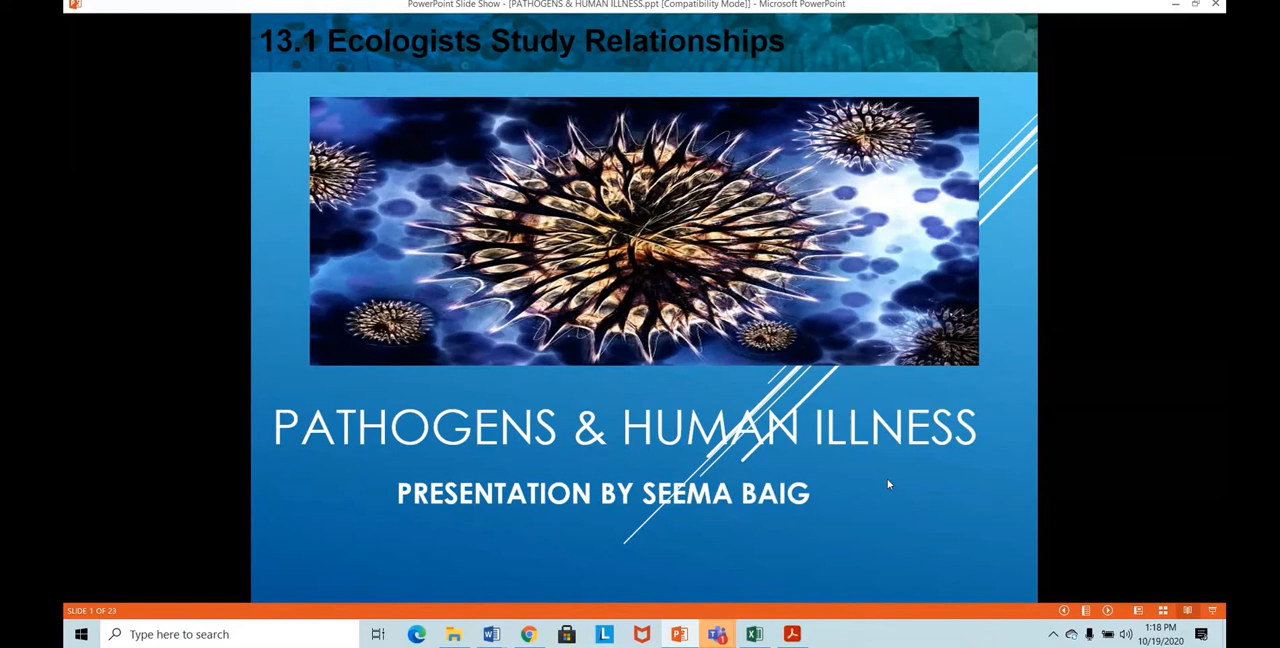 PowerPoint Slide Show - [PATHOGENS & HUMAN ILLNESS.ppt [Compatibility Mode]] - Microsoft PowerPoint
13.1 Ecologists Study Relationships
PATHOGENS & HUMAN ILLNESS
PRESENTATION BY SEEMA BAIG
SLIDE 1 OF 23
Type here to search
1:18 PM
10/19/2020